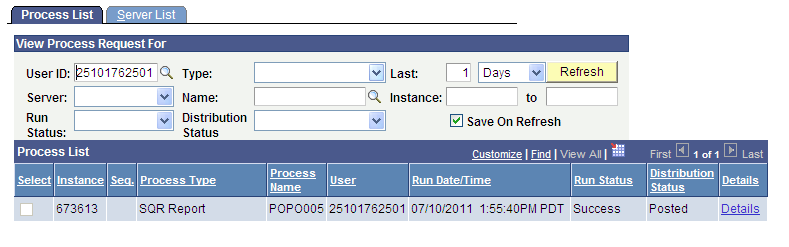 Process List Server List
View Process Request For
User ID: 25101762501 Type: Last: 1 Days Refresh
Server: Name: Instance: to
Run Status: Distribution Status Save On Refresh
Process List Customize | Find | View All | First 1 of 1 Last
Select Instance Seq. Process Type Process Name User Run Date/Time Run Status Distribution Status Details
673613 SQR Report POPO005 25101762501 07/10/2011 1:55:40PM PDT Success Posted Details